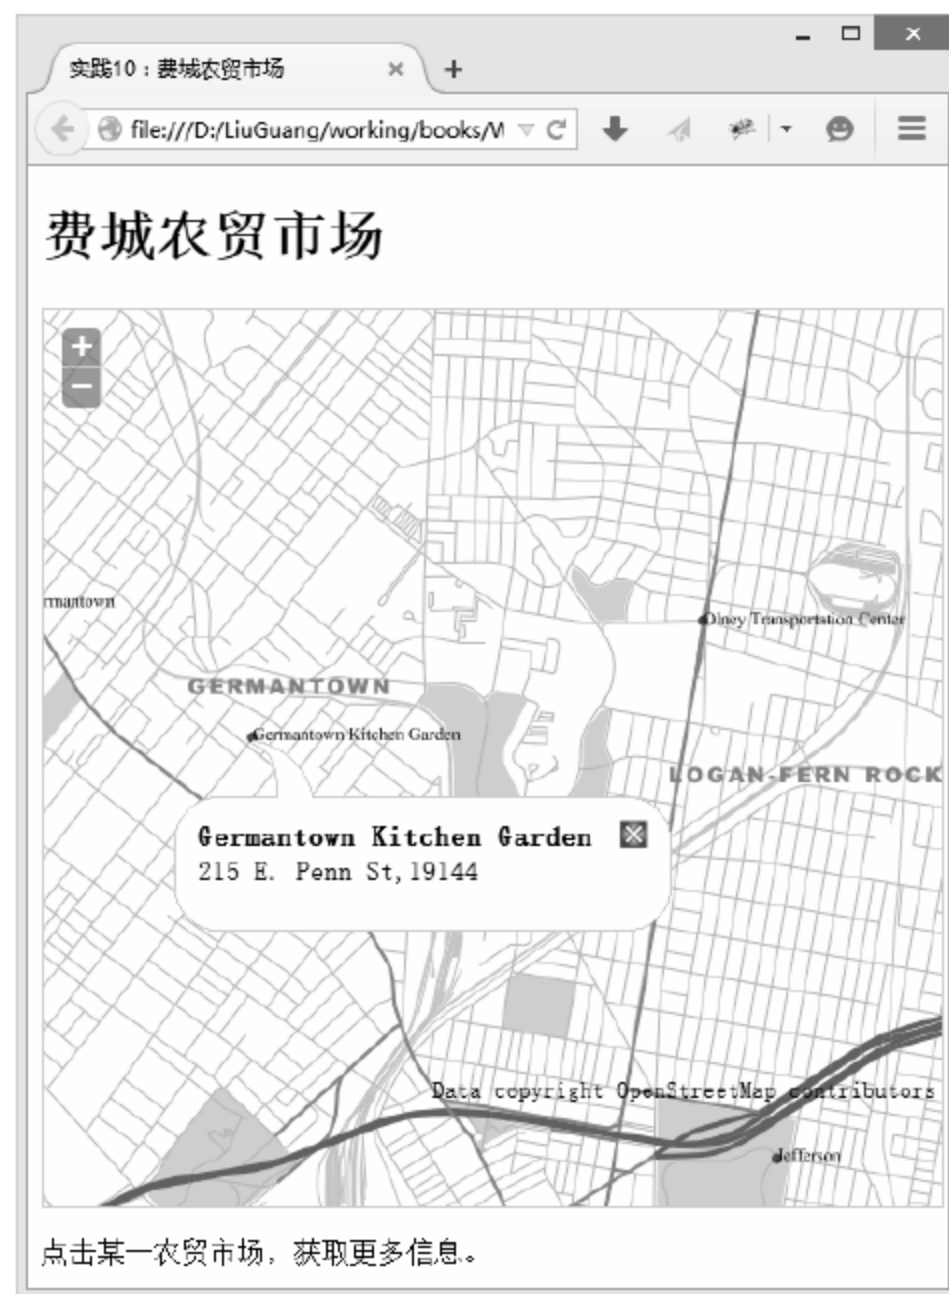 实践10：费城农贸市场
file:///D:/LiuGuang/working/books/W
费城农贸市场
+
−
rmantown
Olney Transportation Center
GERMANTOWN
Germantown Kitchen Garden
LOGAN-FERN ROCK
Germantown Kitchen Garden
215 E. Penn St,19144
Data copyright OpenStreetMap contributors
Jefferson
点击某一农贸市场，获取更多信息。